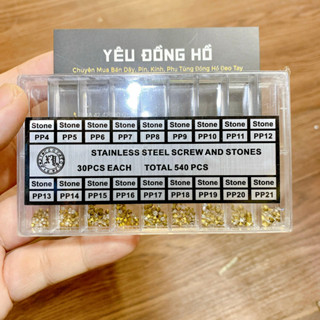 YÊU ĐỒNG HỒ
Chuyên Mua Bán Dây, Pin, Kính, Phụ Tùng Đồng Hồ Đeo Tay
Stone Stone Stone Stone Stone Stone Stone Stone Stone
PP4 PP5 PP6 PP7 PP8 PP9 PP10 PP11 PP12
STAINLESS STEEL SCREW AND STONES
30PCS EACH TOTAL 540 PCS
Stone Stone Stone Stone Stone Stone Stone Stone Stone
PP13 PP14 PP15 PP16 PP17 PP18 PP19 PP20 PP21